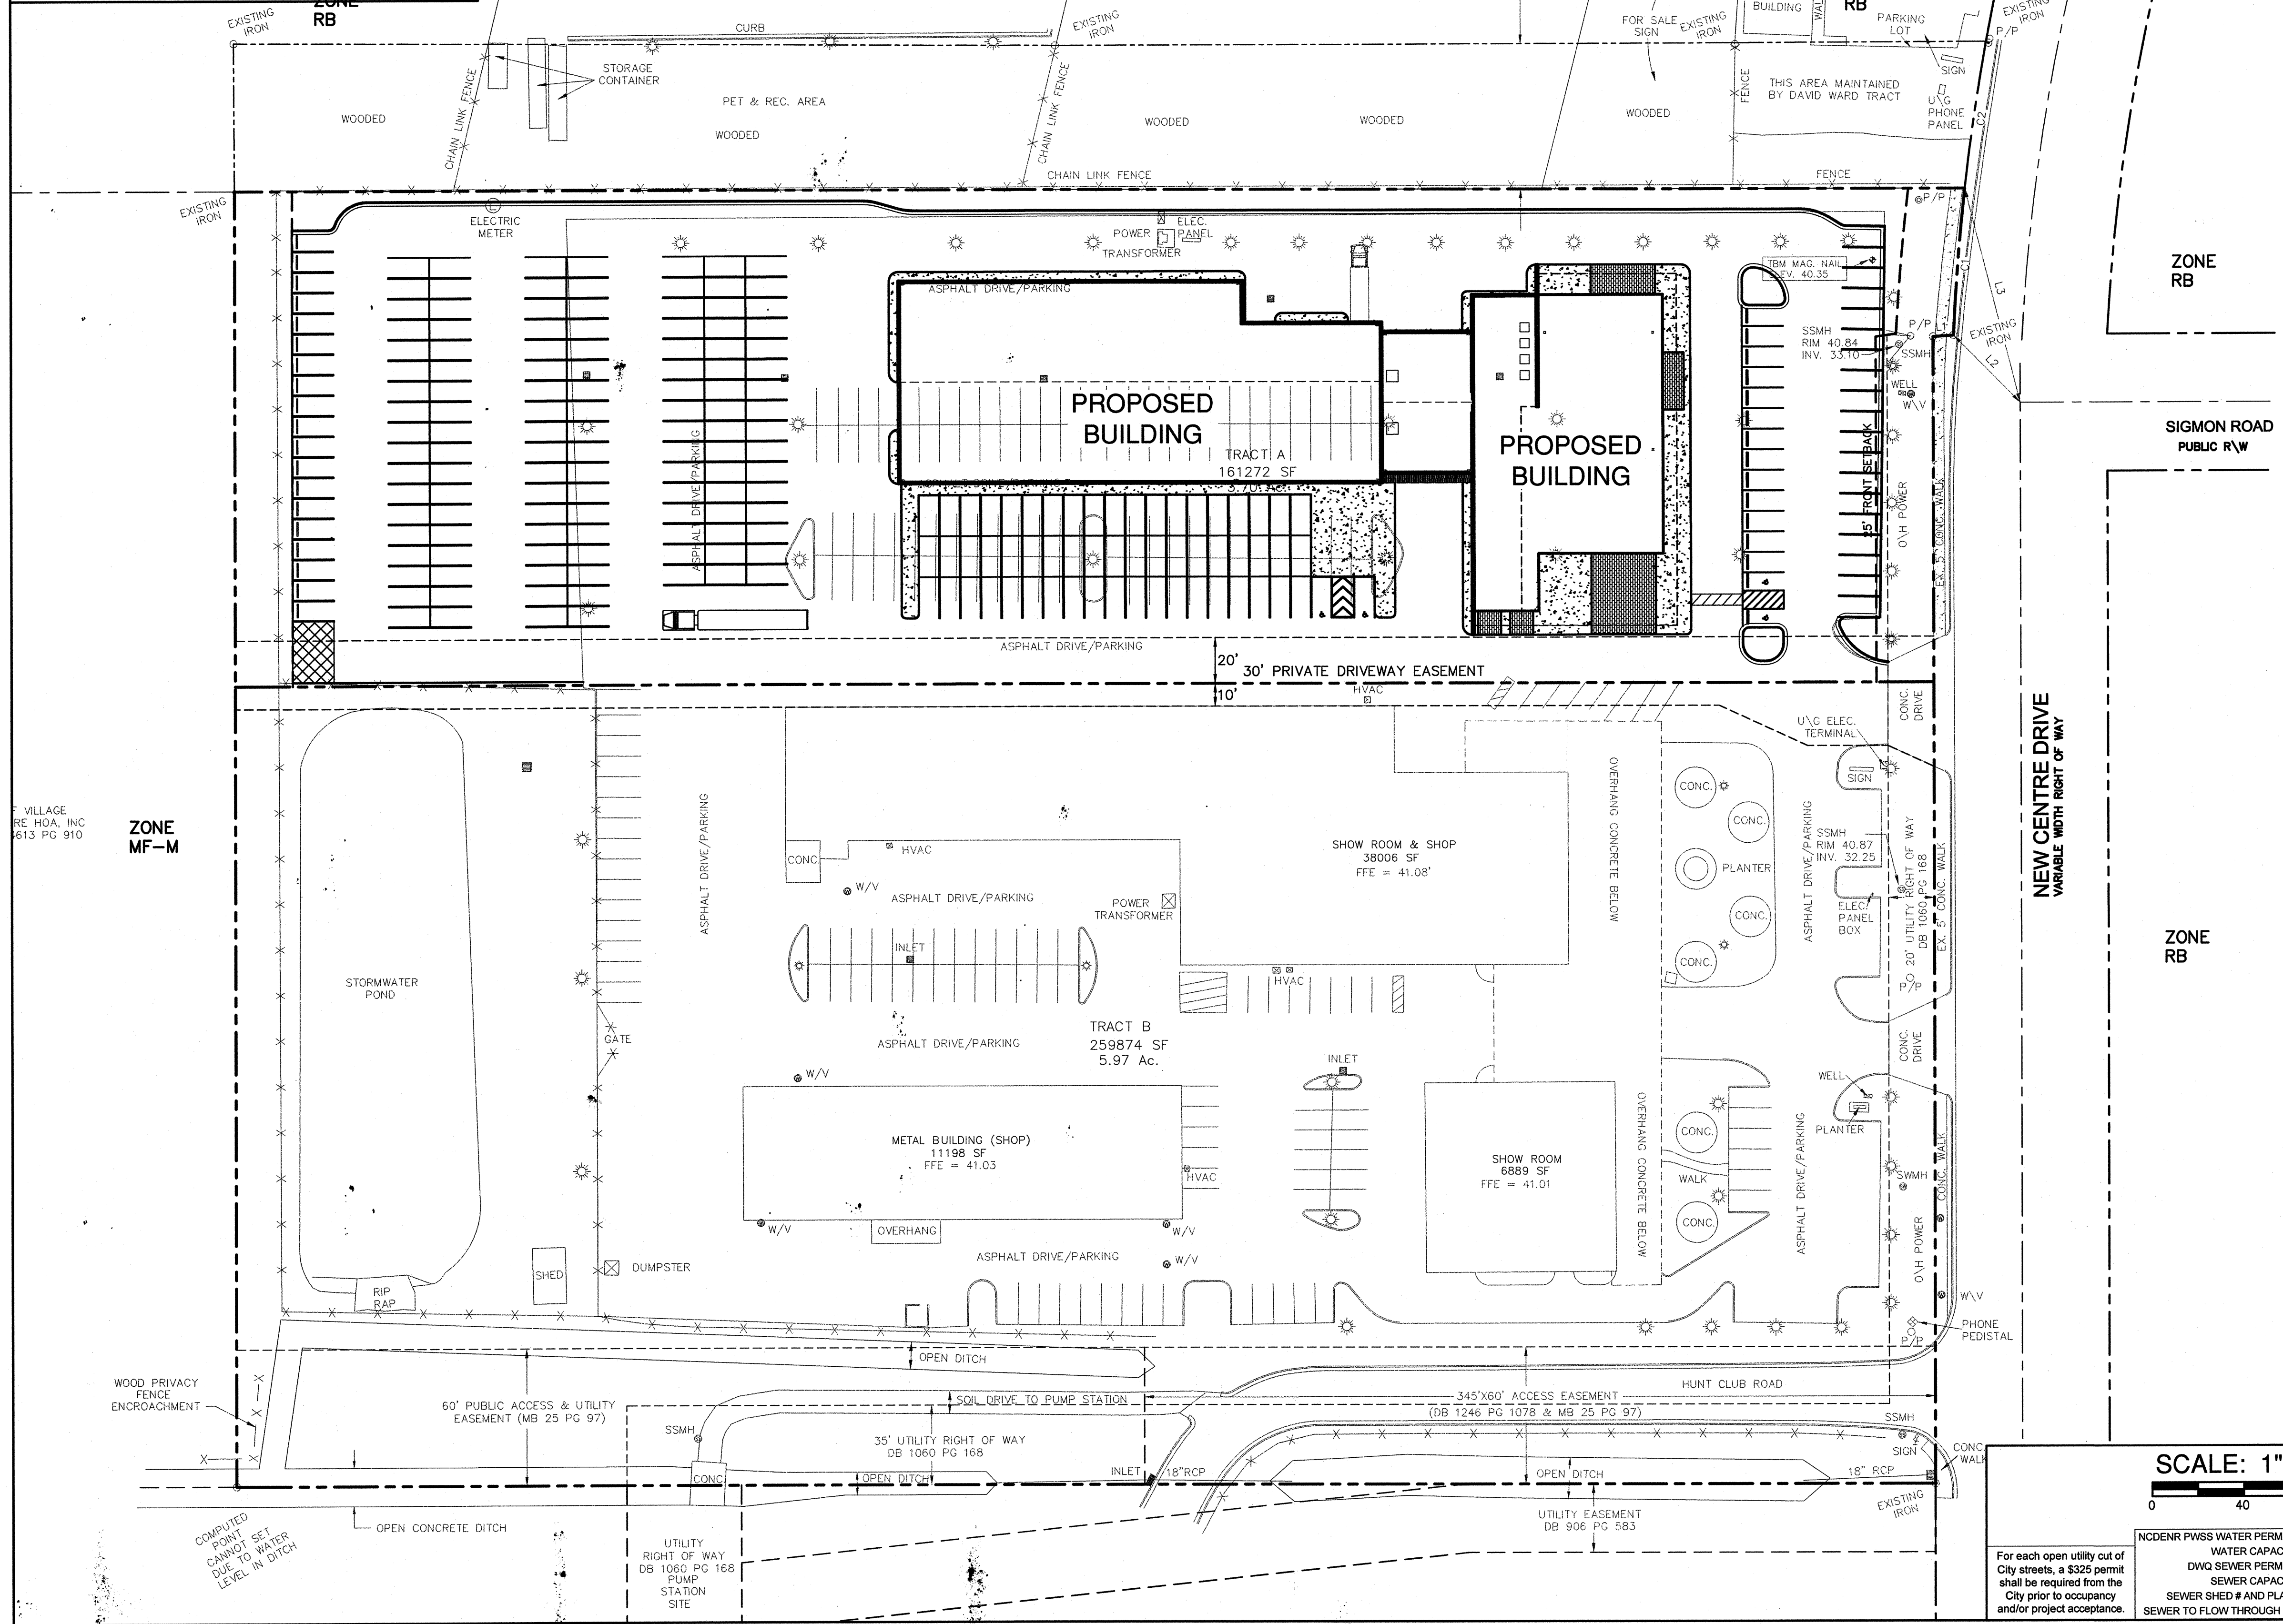 ZONE
RB
EXISTING
IRON
CURB
EXISTING
IRON
FOR SALE
SIGN
EXISTING
IRON
BUILDING
RB
PARKING
LOT
EXISTING
IRON
P/P
STORAGE
CONTAINER
CHAIN LINK FENCE
PET & REC. AREA
WOODED
WOODED
CHAIN LINK FENCE
WOODED
WOODED
WOODED
FENCE
THIS AREA MAINTAINED
BY DAVID WARD TRACT
SIGN
U\G
PHONE
PANEL
C2
CHAIN LINK FENCE
FENCE
EXISTING
IRON
ELECTRIC
METER
POWER
TRANSFORMER
ELEC.
PANEL
P/P
TBM MAG. NAIL
ELEV. 40.35
C1
L3
ZONE
RB
ASPHALT DRIVE/PARKING
SSMH
RIM 40.84
INV. 33.10
P/P
L1
EXISTING
IRON
SSMH
L2
WELL
W\V
PROPOSED
BUILDING
PROPOSED
BUILDING
TRACT A
161272 SF
3.70 Ac.
ASPHALT DRIVE/PARKING
ASPHALT DRIVE/PARKING
25' FRONT SETBACK
O\H POWER
EX. 5' CONC. WALK
SIGMON ROAD
PUBLIC R\W
ASPHALT DRIVE/PARKING
20'
30' PRIVATE DRIVEWAY EASEMENT
10'
HVAC
CONC.
DRIVE
U\G ELEC.
TERMINAL
SIGN
NEW CENTRE DRIVE
VARIABLE WIDTH RIGHT OF WAY
F VILLAGE
RE HOA, INC
613 PG 910
ZONE
MF-M
ASPHALT DRIVE/PARKING
CONC.
HVAC
W/V
ASPHALT DRIVE/PARKING
POWER
TRANSFORMER
SHOW ROOM & SHOP
38006 SF
FFE = 41.08'
OVERHANG CONCRETE BELOW
CONC.
CONC.
PLANTER
CONC.
CONC.
ASPHALT DRIVE/PARKING
SSMH
RIM 40.87
INV. 32.25
ELEC.
PANEL
BOX
20' UTILITY RIGHT OF WAY
DB 1060 PG 168
EX. 5' CONC. WALK
P/P
ZONE
RB
STORMWATER
POND
INLET
HVAC
GATE
ASPHALT DRIVE/PARKING
TRACT B
259874 SF
5.97 Ac.
W/V
INLET
CONC.
DRIVE
WELL
PLANTER
METAL BUILDING (SHOP)
11198 SF
FFE = 41.03
HVAC
OVERHANG
W/V
W/V
W/V
SHOW ROOM
6889 SF
FFE = 41.01
OVERHANG CONCRETE BELOW
CONC.
WALK
CONC.
ASPHALT DRIVE/PARKING
SWMH
CONC. WALK
O\H POWER
W\V
PHONE
PEDISTAL
P/P
ASPHALT DRIVE/PARKING
SHED
DUMPSTER
RIP
RAP
OPEN DITCH
WOOD PRIVACY
FENCE
ENCROACHMENT
60' PUBLIC ACCESS & UTILITY
EASEMENT (MB 25 PG 97)
SOIL DRIVE TO PUMP STATION
345'X60' ACCESS EASEMENT
(DB 1246 PG 1078 & MB 25 PG 97)
HUNT CLUB ROAD
SSMH
35' UTILITY RIGHT OF WAY
DB 1060 PG 168
SSMH
SIGN
CONC.
CONC.
OPEN DITCH
INLET
18"RCP
OPEN DITCH
18" RCP
EXISTING
IRON
OPEN CONCRETE DITCH
COMPUTED
POINT
CANNOT SET
DUE TO WATER
LEVEL IN DITCH
UTILITY
RIGHT OF WAY
DB 1060 PG 168
PUMP
STATION
SITE
UTILITY EASEMENT
DB 906 PG 583
SCALE: 1"
0 40
For each open utility cut of
City streets, a $325 permit
shall be required from the
City prior to occupancy
and/or project acceptance.
NCDENR PWSS WATER PERM
WATER CAPAC
DWQ SEWER PERM
SEWER CAPAC
SEWER SHED # AND PL
SEWER TO FLOW THROUGH